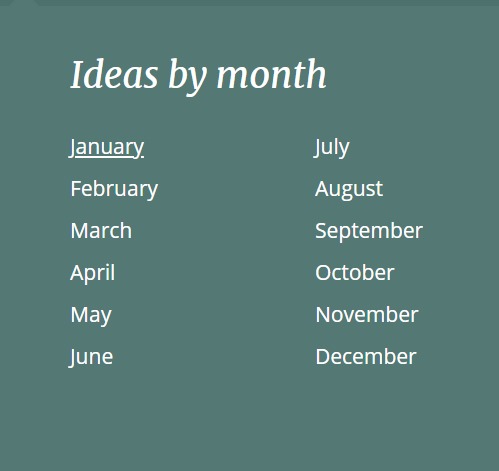 Ideas by month
January
February
March
April
May
June
July
August
September
October
November
December